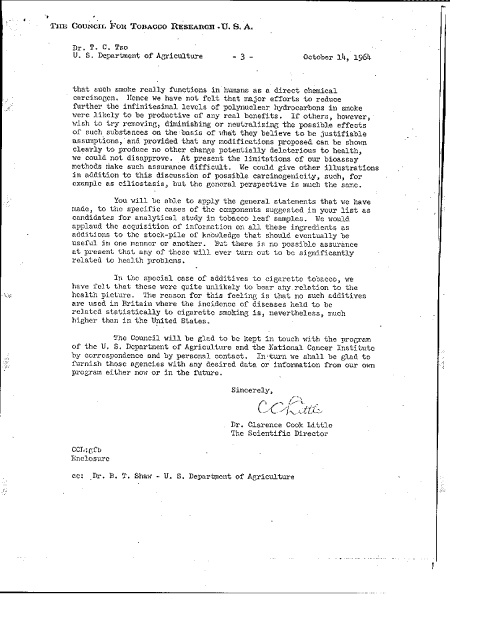 THE COUNCIL FOR TOBACCO RESEARCH - U. S. A.
Dr. T. C. Tso
U. S. Department of Agriculture - 3 - October 14, 1964
that such smoke really functions in humans as a direct chemical
carcinogen. Hence we have not felt that major efforts to reduce
further the infinitesimal levels of polynuclear hydrocarbons in smoke
were likely to be productive of any real benefits. If others, however,
wish to try removing, diminishing or neutralizing the possible effects
of such substances on the basis of what they believe to be justifiable
assumptions, and provided that any modifications proposed can be shown
clearly to produce no other change potentially deleterious to health,
we could not disapprove. At present the limitations of our bioassay
methods make such assurance difficult. We could give other illustrations
in addition to this discussion of possible carcinogenicity, such, for
example as ciliostasis, but the general perspective is much the same.
You will be able to apply the general statements that we have
made, to the specific cases of the components suggested in your list as
candidates for analytical study in tobacco leaf samples. We would
applaud the acquisition of information on all these ingredients as
additions to the stock-pile of knowledge that should eventually be
useful in one manner or another. But there is no possible assurance
at present that any of these will ever turn out to be significantly
related to health problems.
In the special case of additives to cigarette tobacco, we
have felt that these were quite unlikely to bear any relation to the
health picture. The reason for this feeling is that no such additives
are used in Britain where the incidence of diseases held to be
related statistically to cigarette smoking is, nevertheless, much
higher than in the United States.
The Council will be glad to be kept in touch with the program
of the U. S. Department of Agriculture and the National Cancer Institute
by correspondence and by personal contact. In turn we shall be glad to
furnish those agencies with any desired data or information from our own
program either now or in the future.
Sincerely,
C C Little
Dr. Clarence Cook Little
The Scientific Director
CCL:gfb
Enclosure
cc: Dr. B. T. Shaw - U. S. Department of Agriculture